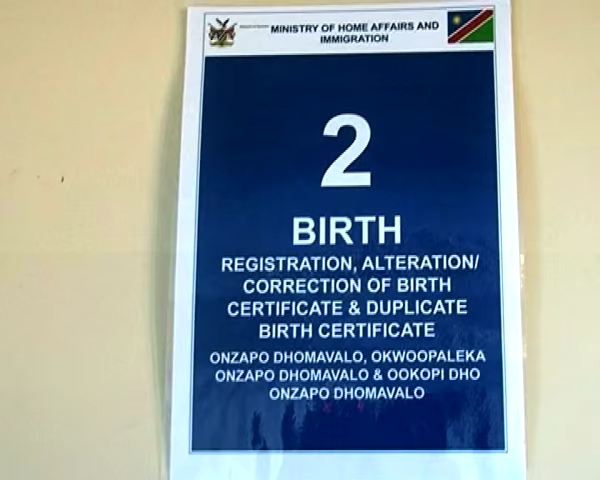 MINISTRY OF HOME AFFAIRS AND
IMMIGRATION
2
BIRTH
REGISTRATION, ALTERATION/
CORRECTION OF BIRTH
CERTIFICATE & DUPLICATE
BIRTH CERTIFICATE
ONZAPO DHOMAVALO, OKWOOPALEKA
ONZAPO DHOMAVALO & OOKOPI DHO
ONZAPO DHOMAVALO